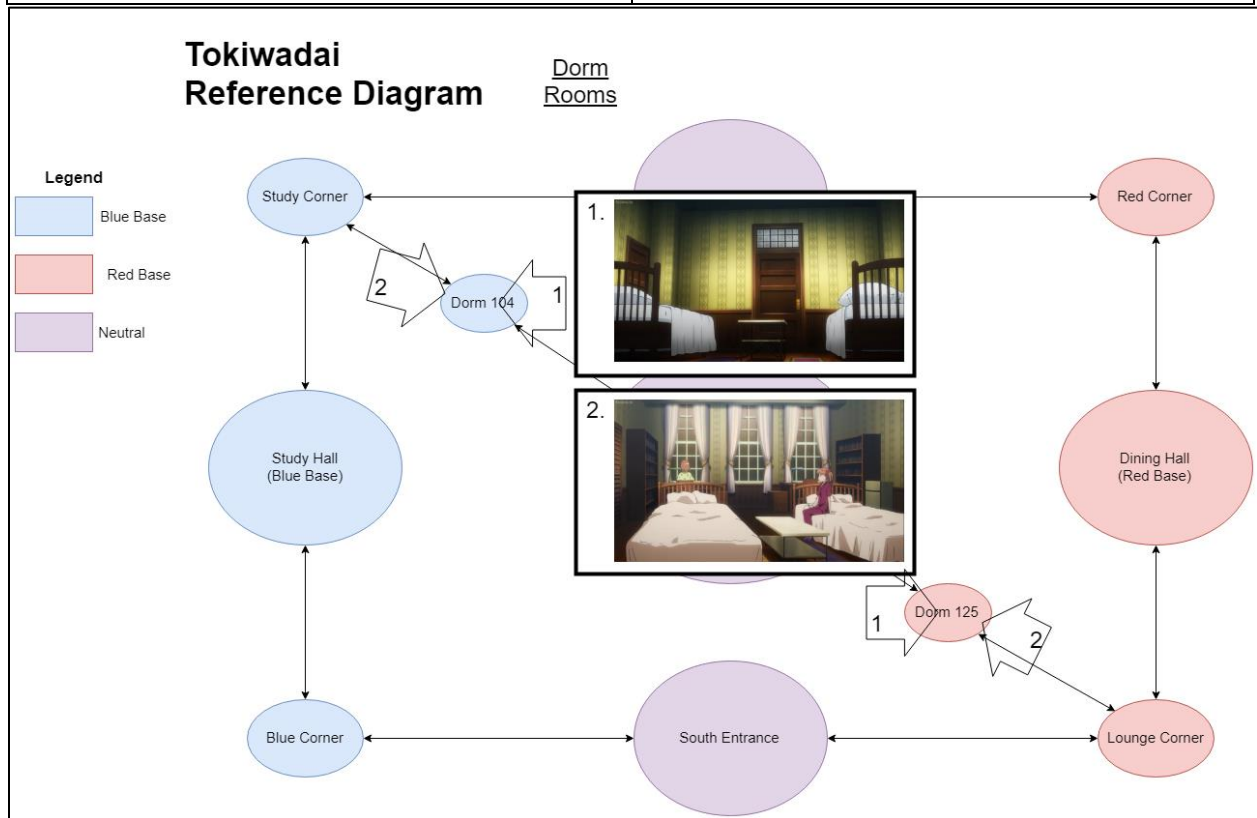 Tokiwadai
Reference Diagram
Dorm
Rooms
Legend
Blue Base
Red Base
Neutral
Study Corner
Red Corner
2
Dorm 104
1
1.
2.
Study Hall
(Blue Base)
Dining Hall
(Red Base)
1
Dorm 125
2
Blue Corner
South Entrance
Lounge Corner